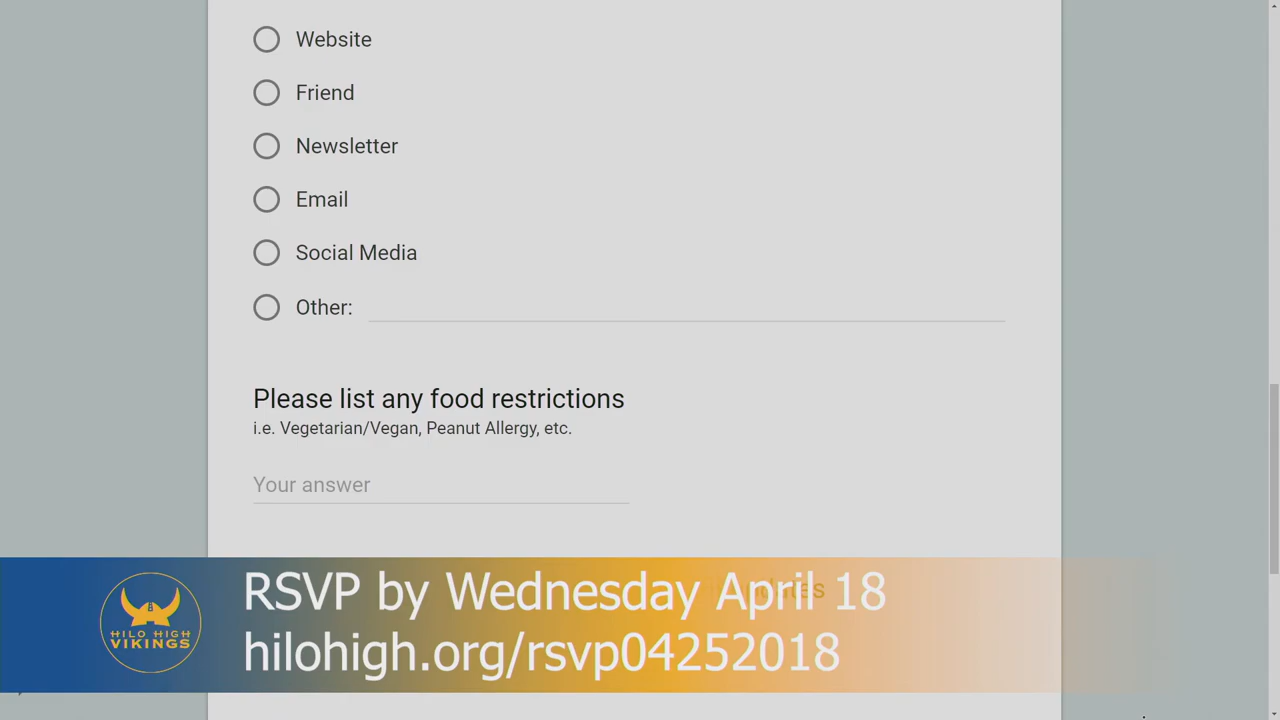 Website
Friend
Newsletter
Email
Social Media
Other:
Please list any food restrictions
i.e. Vegetarian/Vegan, Peanut Allergy, etc.
Your answer
RSVP by Wednesday April 18
hilohigh.org/rsvp04252018
HILO HIGH
VIKINGS